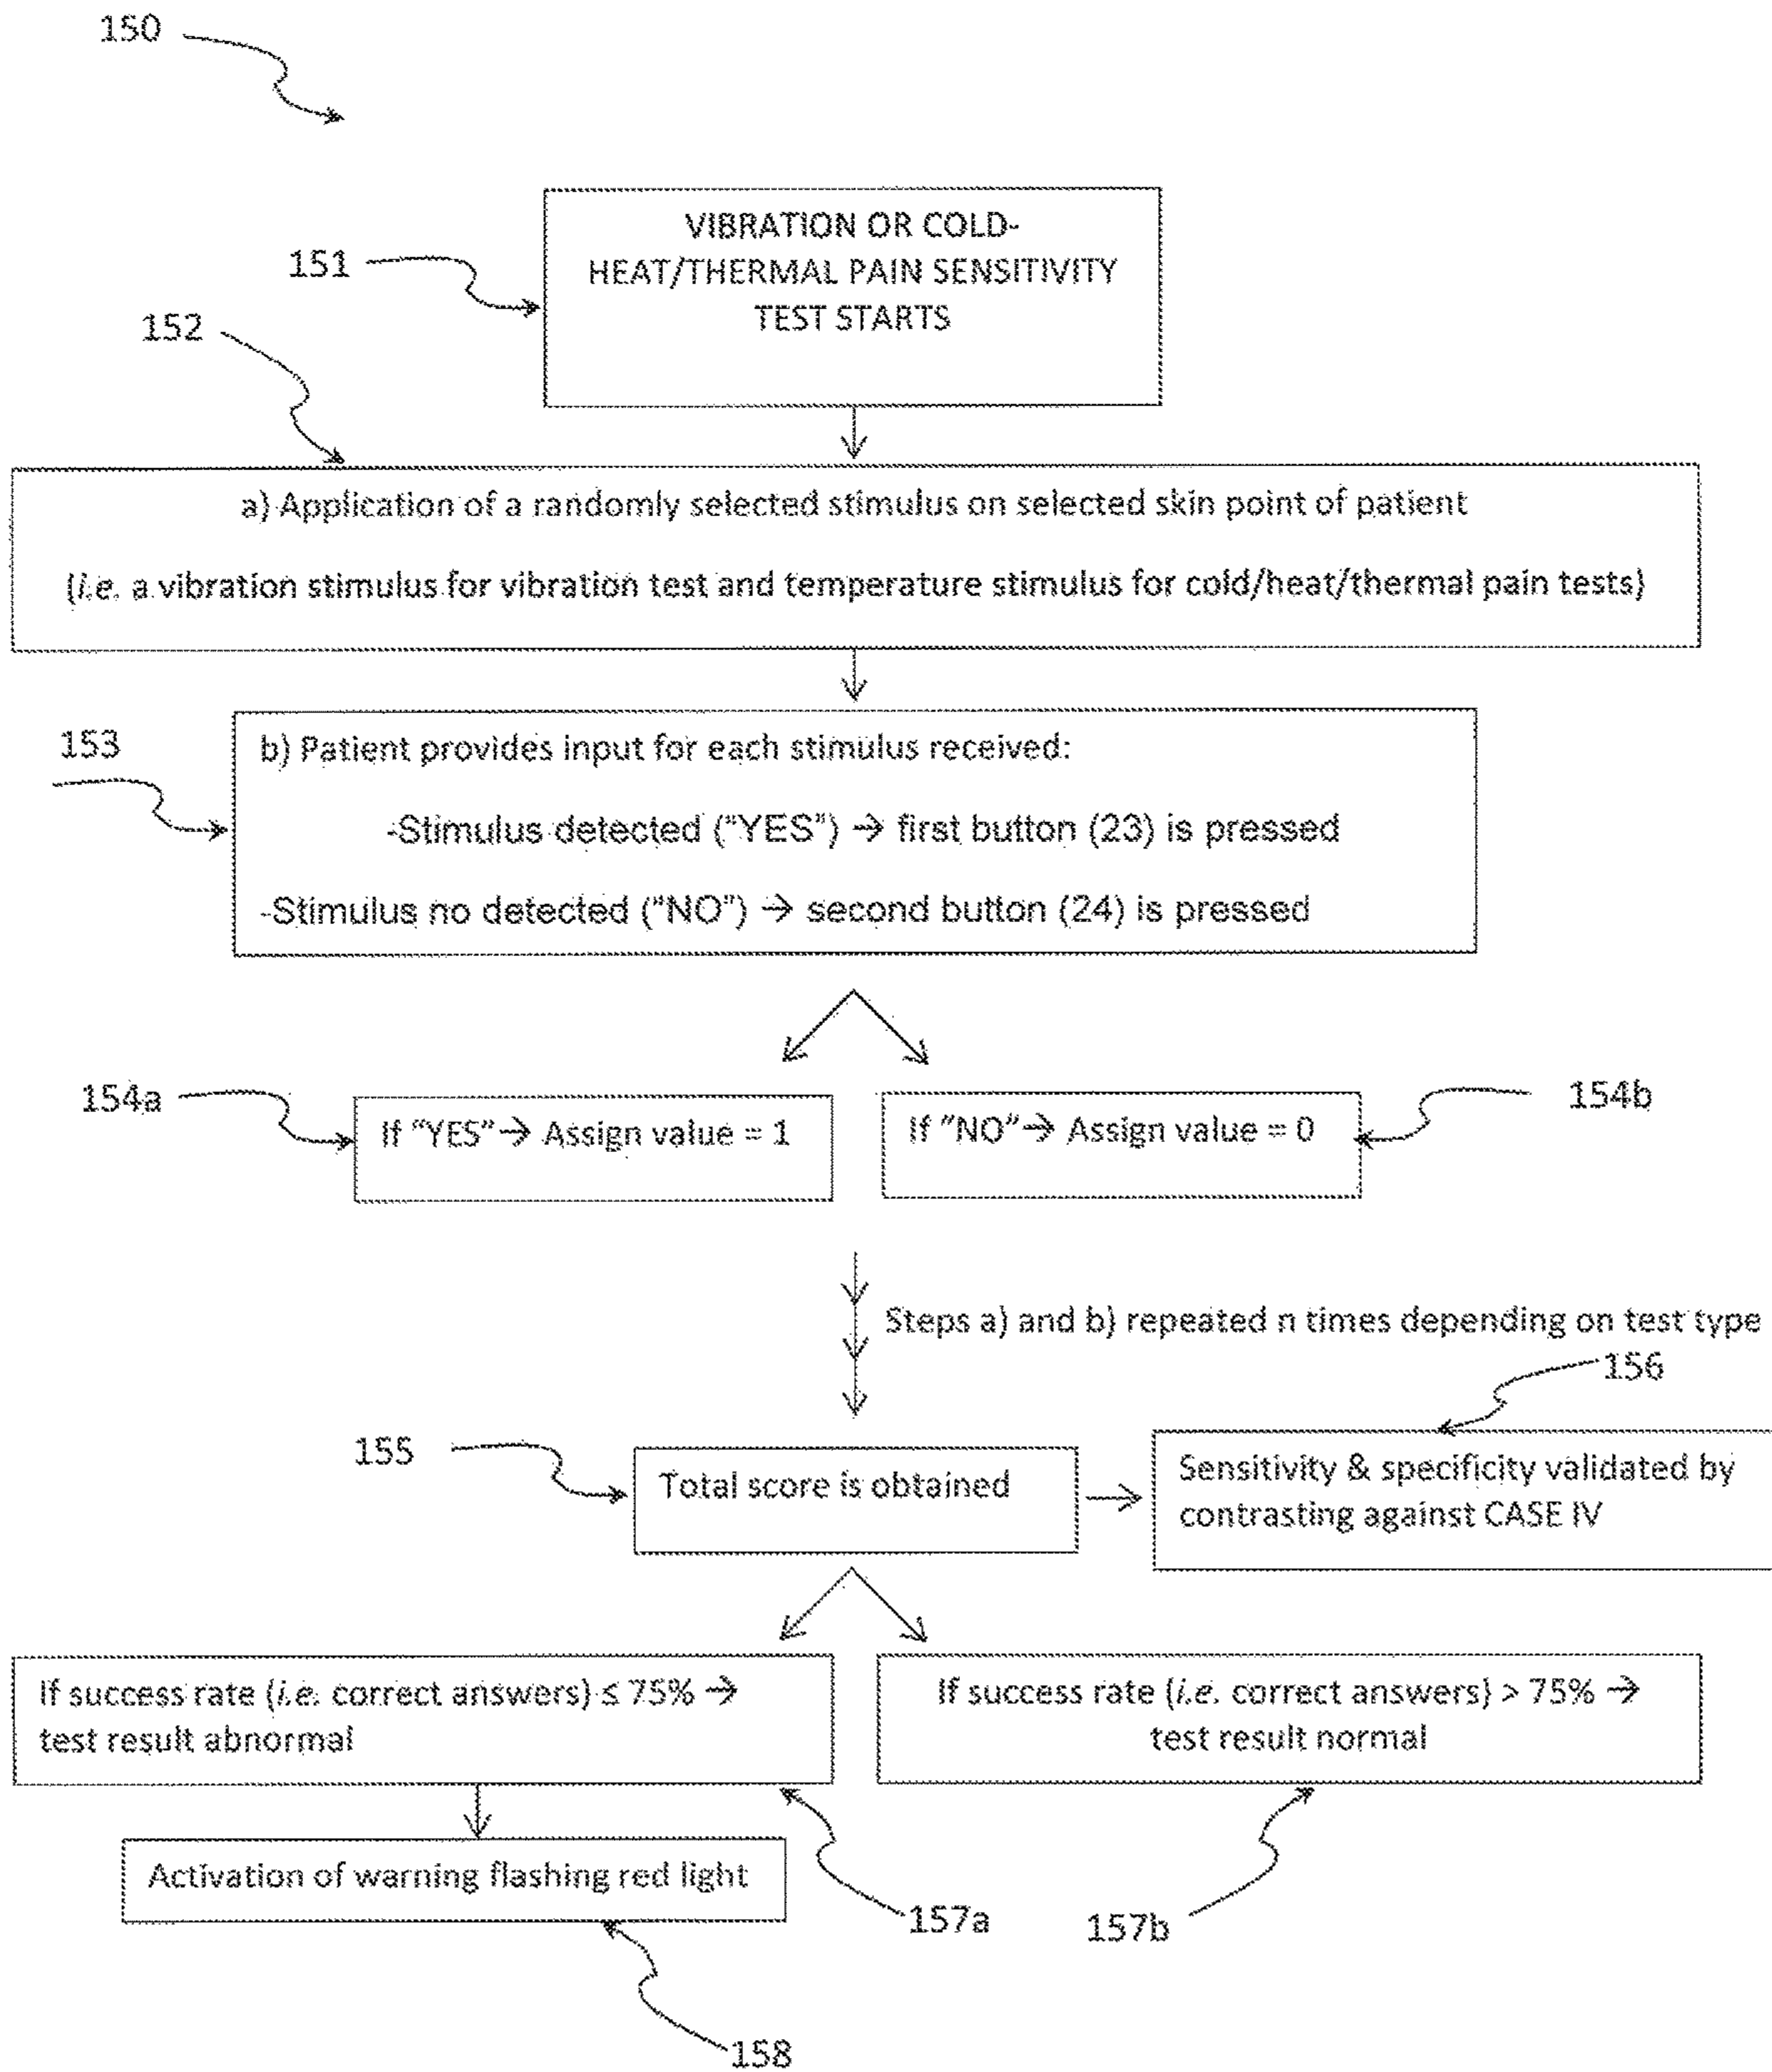 150
151
VIBRATION OR COLD-
HEAT/THERMAL PAIN SENSITIVITY
TEST STARTS
152
a) Application of a randomly selected stimulus on selected skin point of patient
(i.e. a vibration stimulus for vibration test and temperature stimulus for cold/heat/thermal pain tests)
153
b) Patient provides input for each stimulus received:
-Stimulus detected ("YES") → first button (23) is pressed
-Stimulus no detected ("NO") → second button (24) is pressed
154a
If "YES"→ Assign value = 1
If "NO"→ Assign value = 0
154b
Steps a) and b) repeated n times depending on test type
156
155
Total score is obtained
Sensitivity & specificity validated by
contrasting against CASE IV
If success rate (i.e. correct answers) ≤ 75% →
test result abnormal
If success rate (i.e. correct answers) > 75% →
test result normal
Activation of warning flashing red light
157a
157b
158